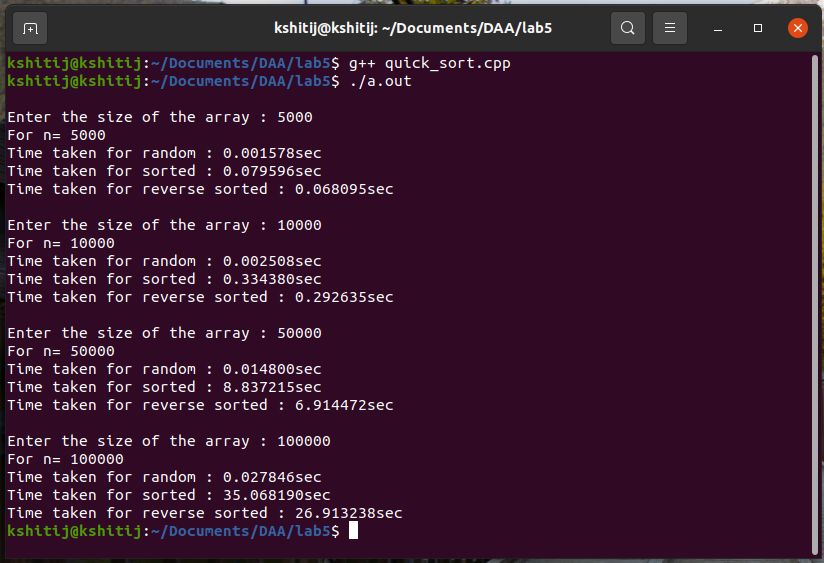 kshitij@kshitij: ~/Documents/DAA/lab5
kshitij@kshitij:~/Documents/DAA/lab5$ g++ quick_sort.cpp
kshitij@kshitij:~/Documents/DAA/lab5$ ./a.out
Enter the size of the array : 5000
For n= 5000
Time taken for random : 0.001578sec
Time taken for sorted : 0.079596sec
Time taken for reverse sorted : 0.068095sec
Enter the size of the array : 10000
For n= 10000
Time taken for random : 0.002508sec
Time taken for sorted : 0.334380sec
Time taken for reverse sorted : 0.292635sec
Enter the size of the array : 50000
For n= 50000
Time taken for random : 0.014800sec
Time taken for sorted : 8.837215sec
Time taken for reverse sorted : 6.914472sec
Enter the size of the array : 100000
For n= 100000
Time taken for random : 0.027846sec
Time taken for sorted : 35.068190sec
Time taken for reverse sorted : 26.913238sec
kshitij@kshitij:~/Documents/DAA/lab5$